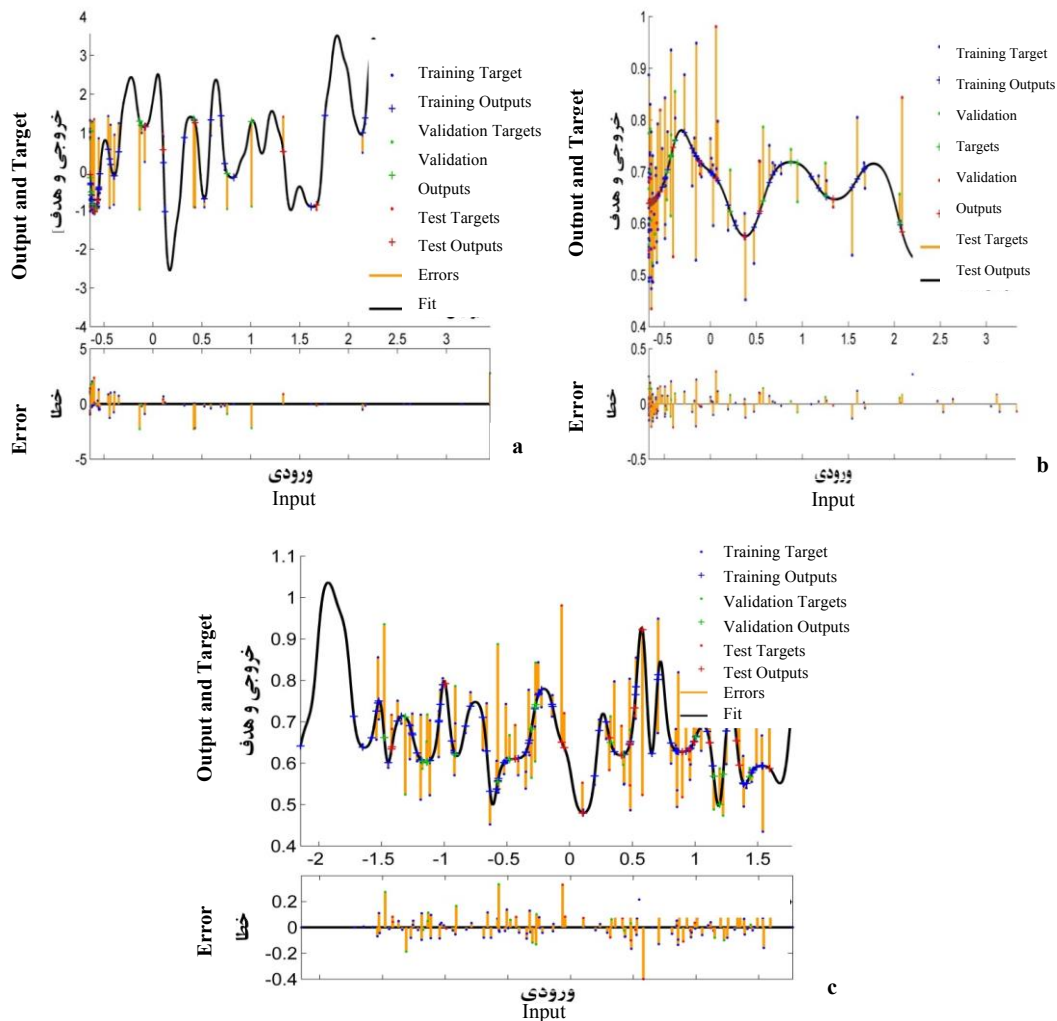 Output and Target
خروجی و هدف
4
3
2
1
0
-1
-2
-3
-4
-0.5 0 0.5 1 1.5 2 2.5 3
Training Target
Training Outputs
Validation Targets
Validation
Outputs
Test Targets
Test Outputs
Errors
Fit
Error
خطا
5
0
-5
ورودی
Input
a
Output and Target
خروجی و هدف
1
0.9
0.8
0.7
0.6
0.5
0.4
-0.5 0 0.5 1 1.5 2 2.5 3
Training Target
Training Outputs
Validation
Targets
Validation
Outputs
Test Targets
Test Outputs
Error
خطا
0.5
0
-0.5
ورودی
Input
b
Output and Target
خروجی و هدف
1.1
1
0.9
0.8
0.7
0.6
0.5
0.4
-2 -1.5 -1 -0.5 0 0.5 1 1.5
Training Target
Training Outputs
Validation Targets
Validation Outputs
Test Targets
Test Outputs
Errors
Fit
Error
خطا
0.2
0
-0.2
-0.4
ورودی
Input
c